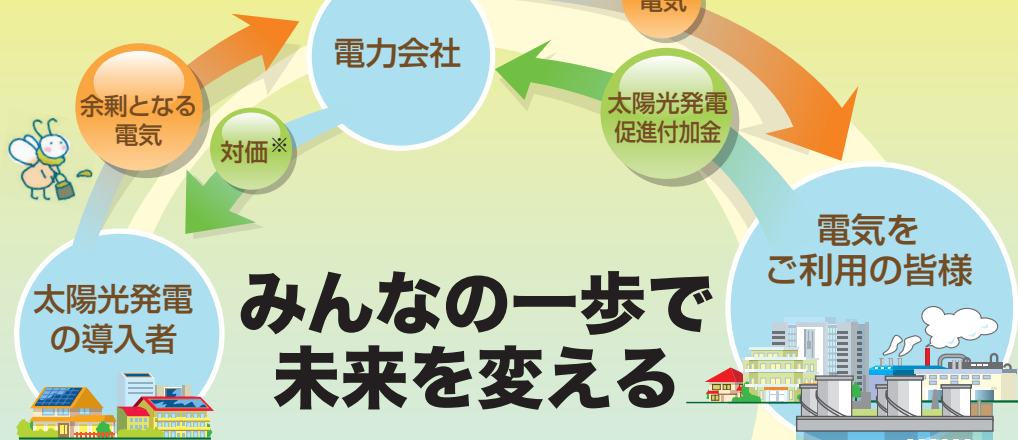 電気
電力会社
余剰となる
電気
対価※
太陽光発電
促進付加金
電気を
ご利用の皆様
太陽光発電
の導入者
みんなの一歩で
未来を変える